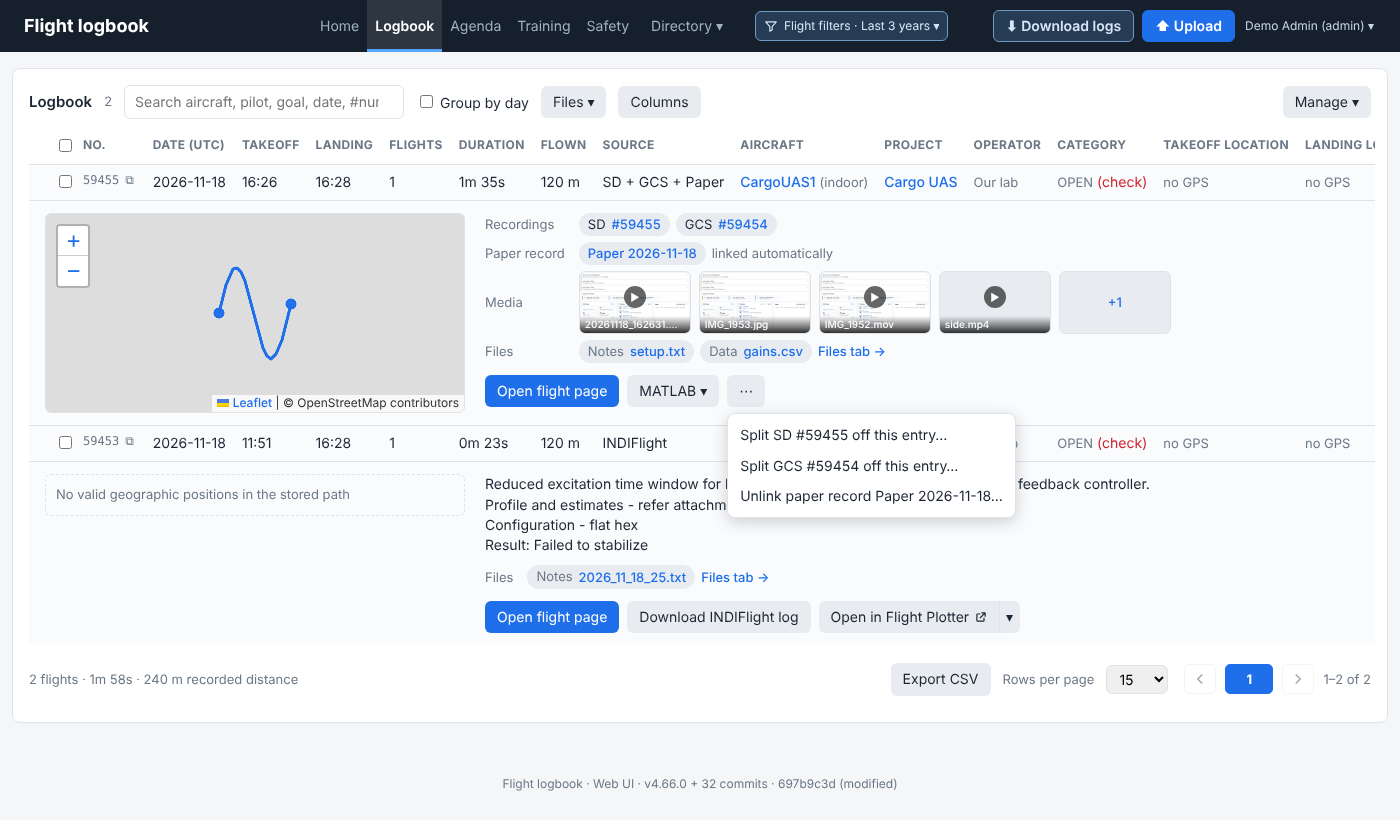 Flight logbook
Home Logbook Agenda Training Safety Directory ▾
Flight filters · Last 3 years ▾
⬇ Download logs
⬆ Upload
Demo Admin (admin) ▾
Logbook 2
Search aircraft, pilot, goal, date, #nur
Group by day
Files ▾
Columns
Manage ▾
NO. DATE (UTC) TAKEOFF LANDING FLIGHTS DURATION FLOWN SOURCE AIRCRAFT PROJECT OPERATOR CATEGORY TAKEOFF LOCATION LANDING LO
59455 2026-11-18 16:26 16:28 1 1m 35s 120 m SD + GCS + Paper CargoUAS1 (indoor) Cargo UAS Our lab OPEN (check) no GPS no GPS
+
−
Leaflet | © OpenStreetMap contributors
Recordings SD #59455 GCS #59454
Paper record Paper 2026-11-18 linked automatically
Media
20261118_162631.... IMG_1953.jpg IMG_1952.mov side.mp4
+1
Files Notes setup.txt Data gains.csv Files tab →
Open flight page MATLAB ▾ ⋯
Split SD #59455 off this entry...
Split GCS #59454 off this entry...
Unlink paper record Paper 2026-11-18...
59453 2026-11-18 11:51 16:28 1 0m 23s 120 m INDIFlight OPEN (check) no GPS no GPS
No valid geographic positions in the stored path
Reduced excitation time window for feedback controller.
Profile and estimates - refer attachm
Configuration - flat hex
Result: Failed to stabilize
Files Notes 2026_11_18_25.txt Files tab →
Open flight page Download INDIFlight log Open in Flight Plotter ▾
2 flights · 1m 58s · 240 m recorded distance
Export CSV Rows per page 15 1 1–2 of 2
Flight logbook · Web UI · v4.66.0 + 32 commits · 697b9c3d (modified)